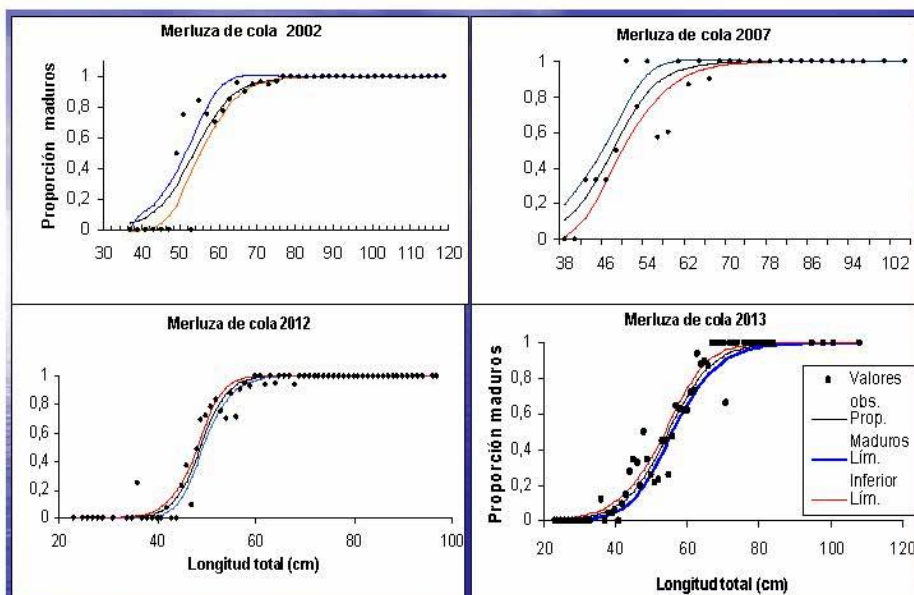 Merluza de cola 2002
Proporción maduros
1
0,8
0,6
0,4
0,2
0
30 40 50 60 70 80 90 100 110 120
Merluza de cola 2007
1
0,8
0,6
0,4
0,2
0
38 46 54 62 70 78 86 94 102
Merluza de cola 2012
1
0,8
0,6
0,4
0,2
0
20 40 60 80 100
Longitud total (cm)
Merluza de cola 2013
Proporción maduros
1
0,8
0,6
0,4
0,2
0
20 40 60 80 100 120
Longitud total (cm)
Valores
obs.
Prop.
Maduros
Lím.
Inferior
Lím.